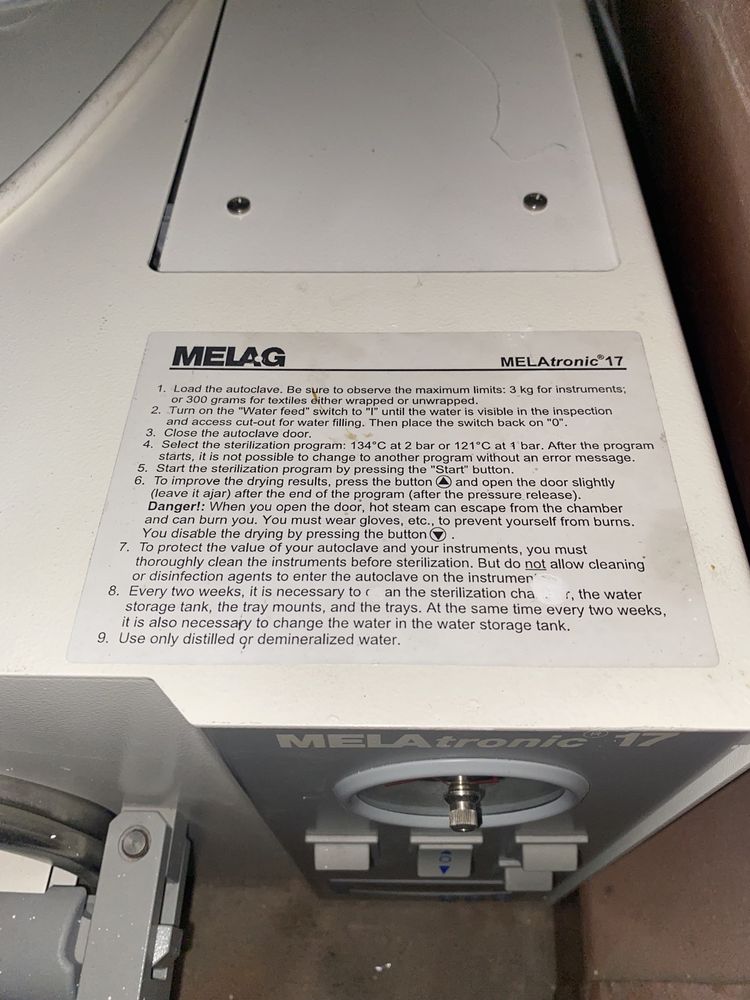 MELAG
MELAtronic®17
1. Load the autoclave. Be sure to observe the maximum limits: 3 kg for instruments;
or 300 grams for textiles either wrapped or unwrapped.
2. Turn on the "Water feed" switch to "I" until the water is visible in the inspection
and access cut-out for water filling. Then place the switch back on "0".
3. Close the autoclave door.
4. Select the sterilization program: 134°C at 2 bar or 121°C at 1 bar. After the program
starts, it is not possible to change to another program without an error message.
5. Start the sterilization program by pressing the "Start" button.
6. To improve the drying results, press the button and open the door slightly
(leave it ajar) after the end of the program (after the pressure release).
Danger!: When you open the door, hot steam can escape from the chamber
and can burn you. You must wear gloves, etc., to prevent yourself from burns.
You disable the drying by pressing the button .
7. To protect the value of your autoclave and your instruments, you must
thoroughly clean the instruments before sterilization. But do not allow cleaning
or disinfection agents to enter the autoclave on the
8. Every two weeks, it is necessary to the sterilization the water
storage tank, the tray mounts, and the trays. At the same time every two weeks,
it is also necessary to change the water in the water storage tank.
9. Use only distilled or demineralized water.
MELAtronic® 17